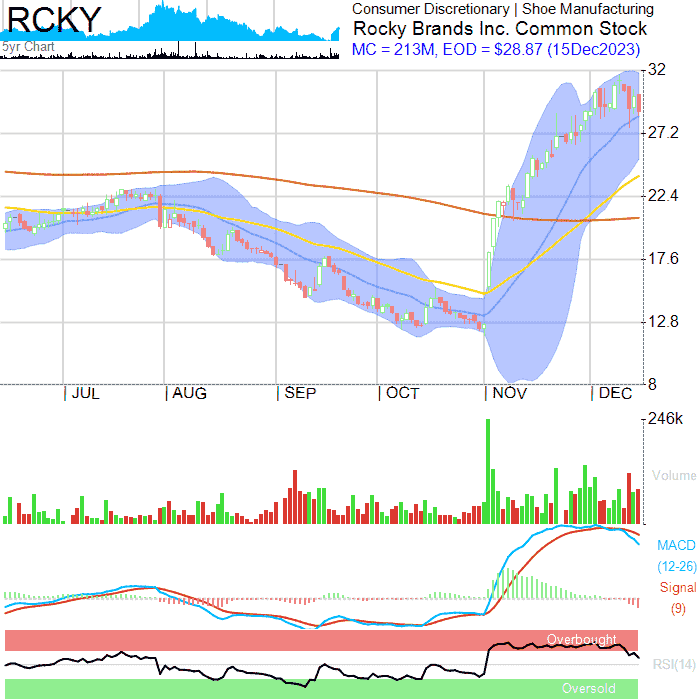 RCKY
5yr Chart
Consumer Discretionary | Shoe Manufacturing
Rocky Brands Inc. Common Stock
MC = 213M, EOD = $28.87 (15Dec2023)
32
27.2
22.4
17.6
12.8
8
JUL AUG SEP OCT NOV DEC
246k
Volume
MACD
(12-26)
Signal
(9)
Overbought
RSI(14)
Oversold